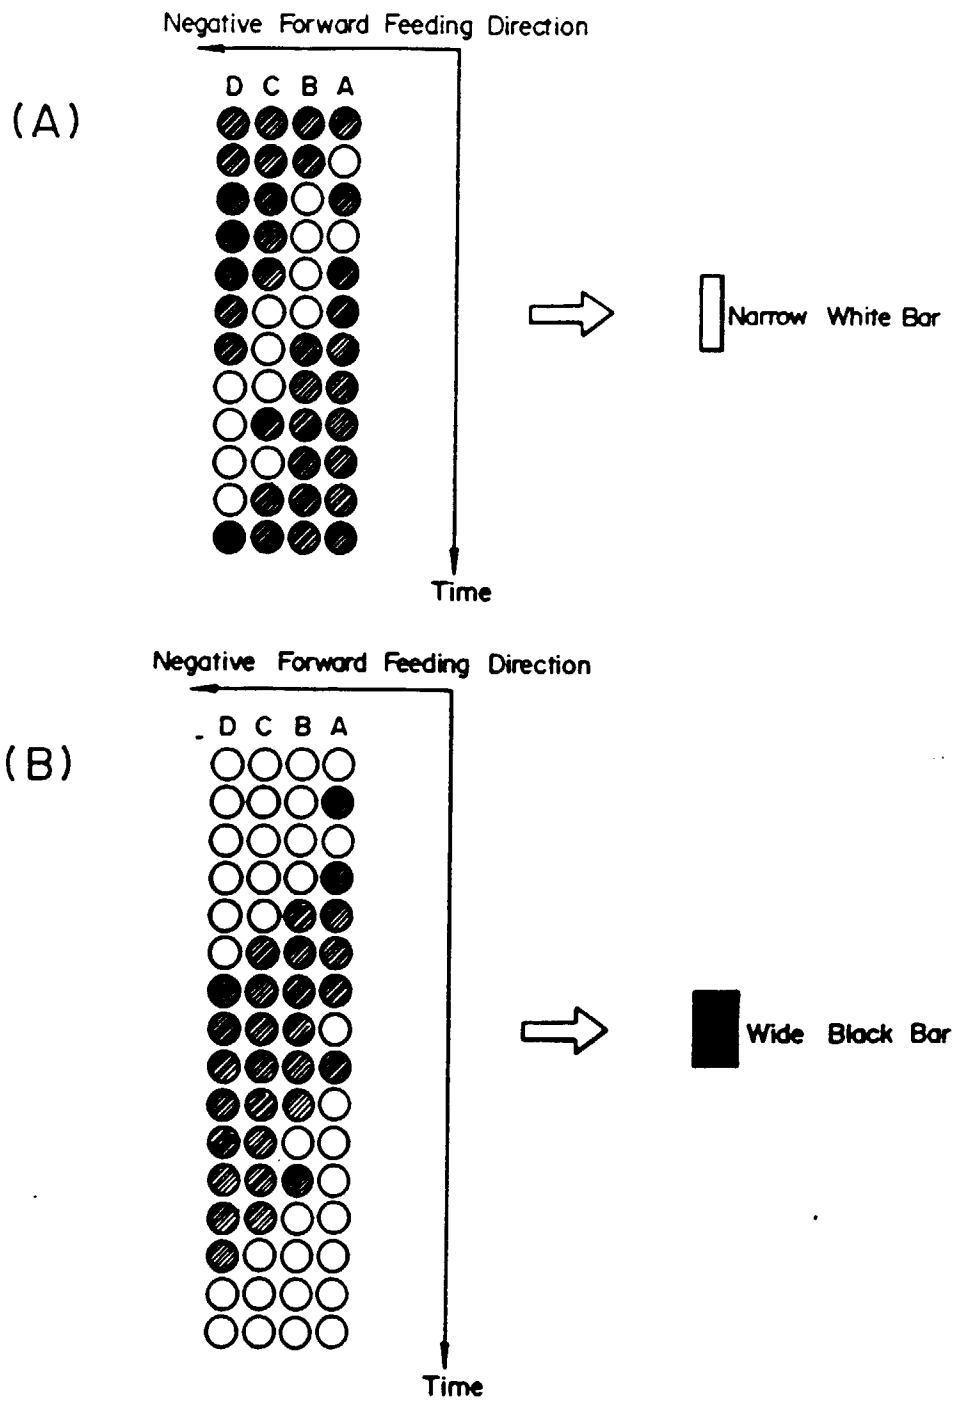 Negative Forward Feeding Direction
(A)
D C B A
Narrow White Bar
Time
Negative Forward Feeding Direction
(B)
D C B A
Wide Black Bar
Time